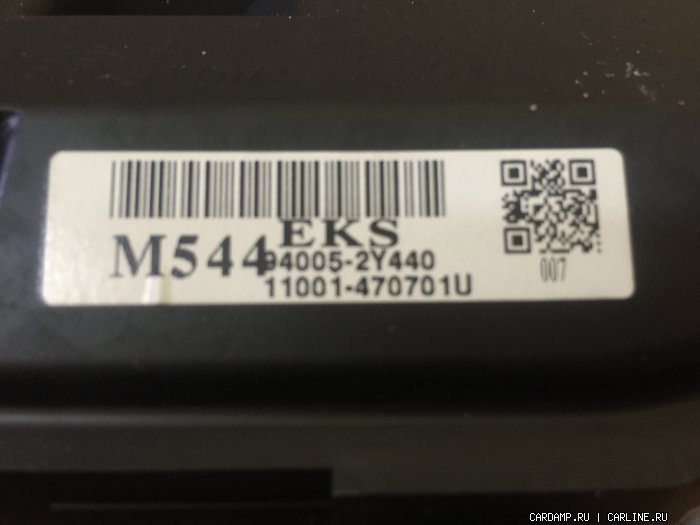 EKS
M544
94005-2Y440
11001-470701U
007
CARDAMP.RU | CARLINE.RU